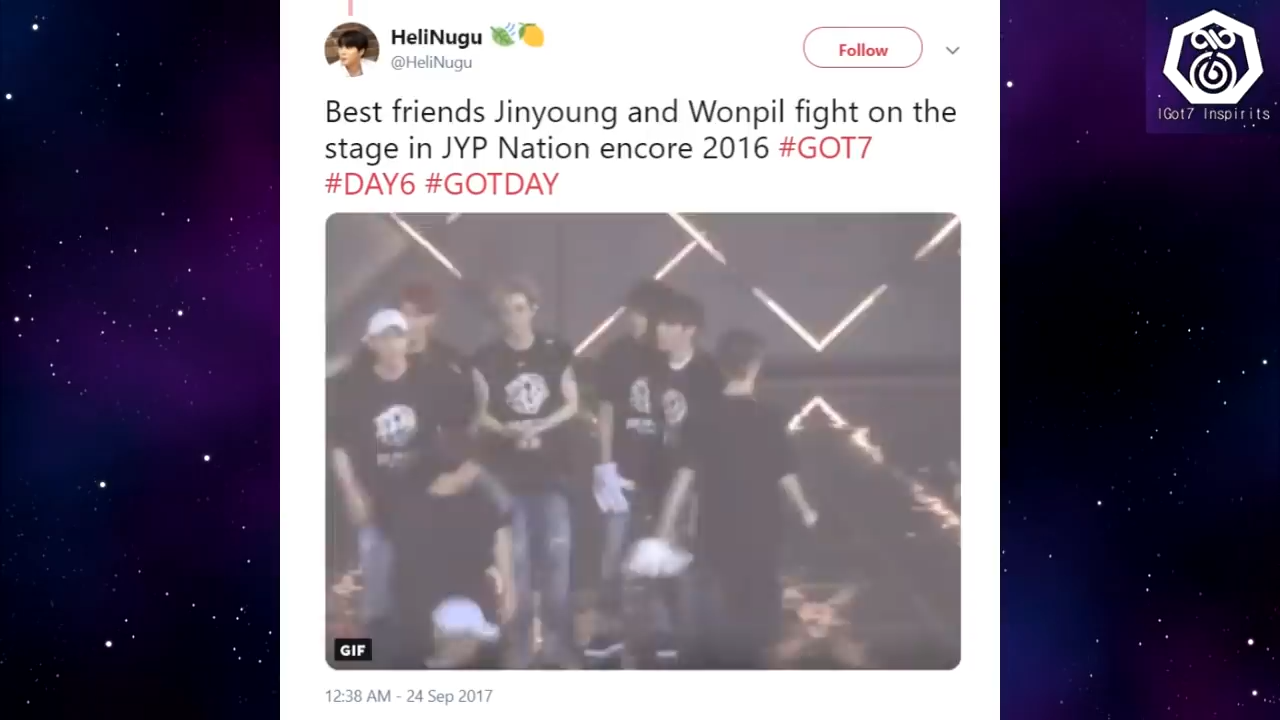 HeliNugu
@HeliNugu
Follow
IGot7 Inspirits
Best friends Jinyoung and Wonpil fight on the
stage in JYP Nation encore 2016 #GOT7
#DAY6 #GOTDAY
GIF
12:38 AM - 24 Sep 2017